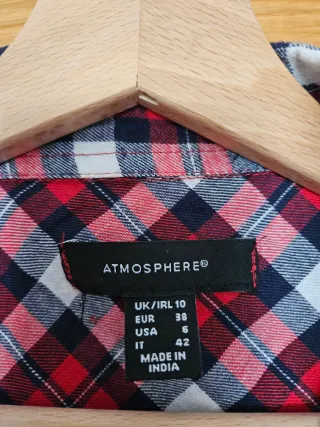 ATMOSPHERE®
UK/IRL 10
EUR 38
USA 6
IT 42
MADE IN
INDIA